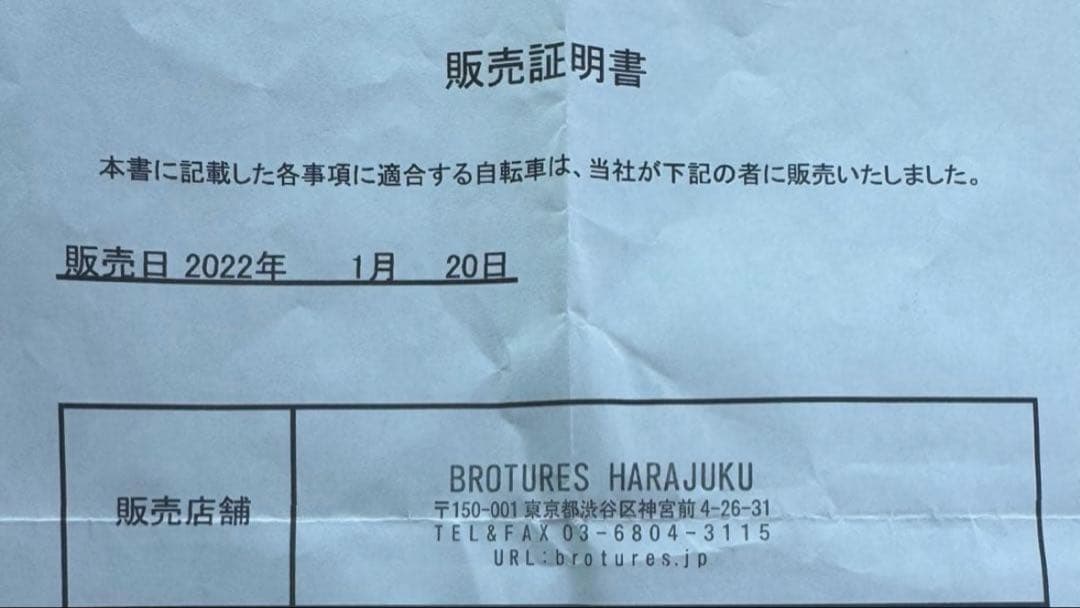 販売証明書
本書に記載した各事項に適合する自転車は、当社が下記の者に販売いたしました。
販売日 2022年 1月 20日
販売店舗
BROTURES HARAJUKU
〒150-001 東京都渋谷区神宮前 4-26-31
TEL&FAX 03-6804-3115
URL:brotures.jp